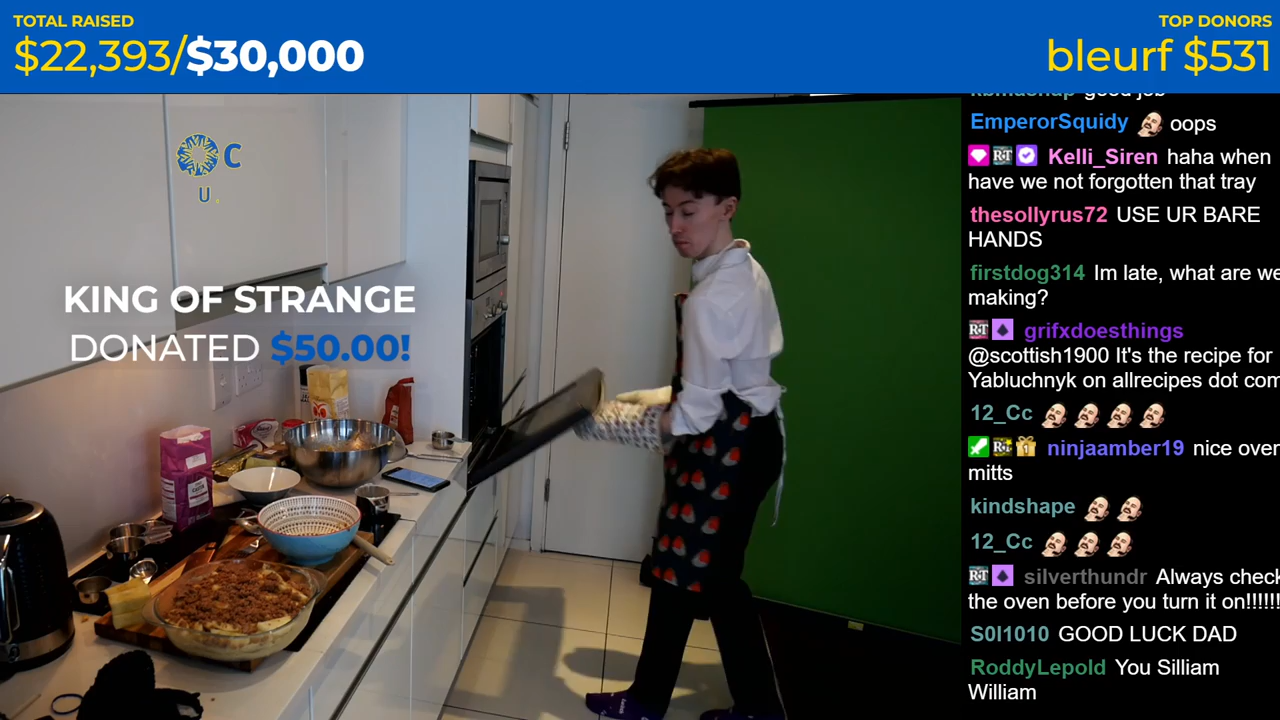 TOTAL RAISED
$22,393/$30,000
TOP DONORS
bleurf $531
C
U
KING OF STRANGE
DONATED $50.00!
good job
EmperorSquidy oops
Kelli_Siren haha when
have we not forgotten that tray
thesollyrus72 USE UR BARE
HANDS
firstdog314 Im late, what are we
making?
grifxdoesthings
@scottish1900 It's the recipe for
Yabluchnyk on allrecipes dot com
12_Cc
ninjaamber19 nice oven
mitts
kindshape
12_Cc
silverthundr Always check
the oven before you turn it on!!!!!!
S0l1010 GOOD LUCK DAD
RoddyLepold You Silliam
William